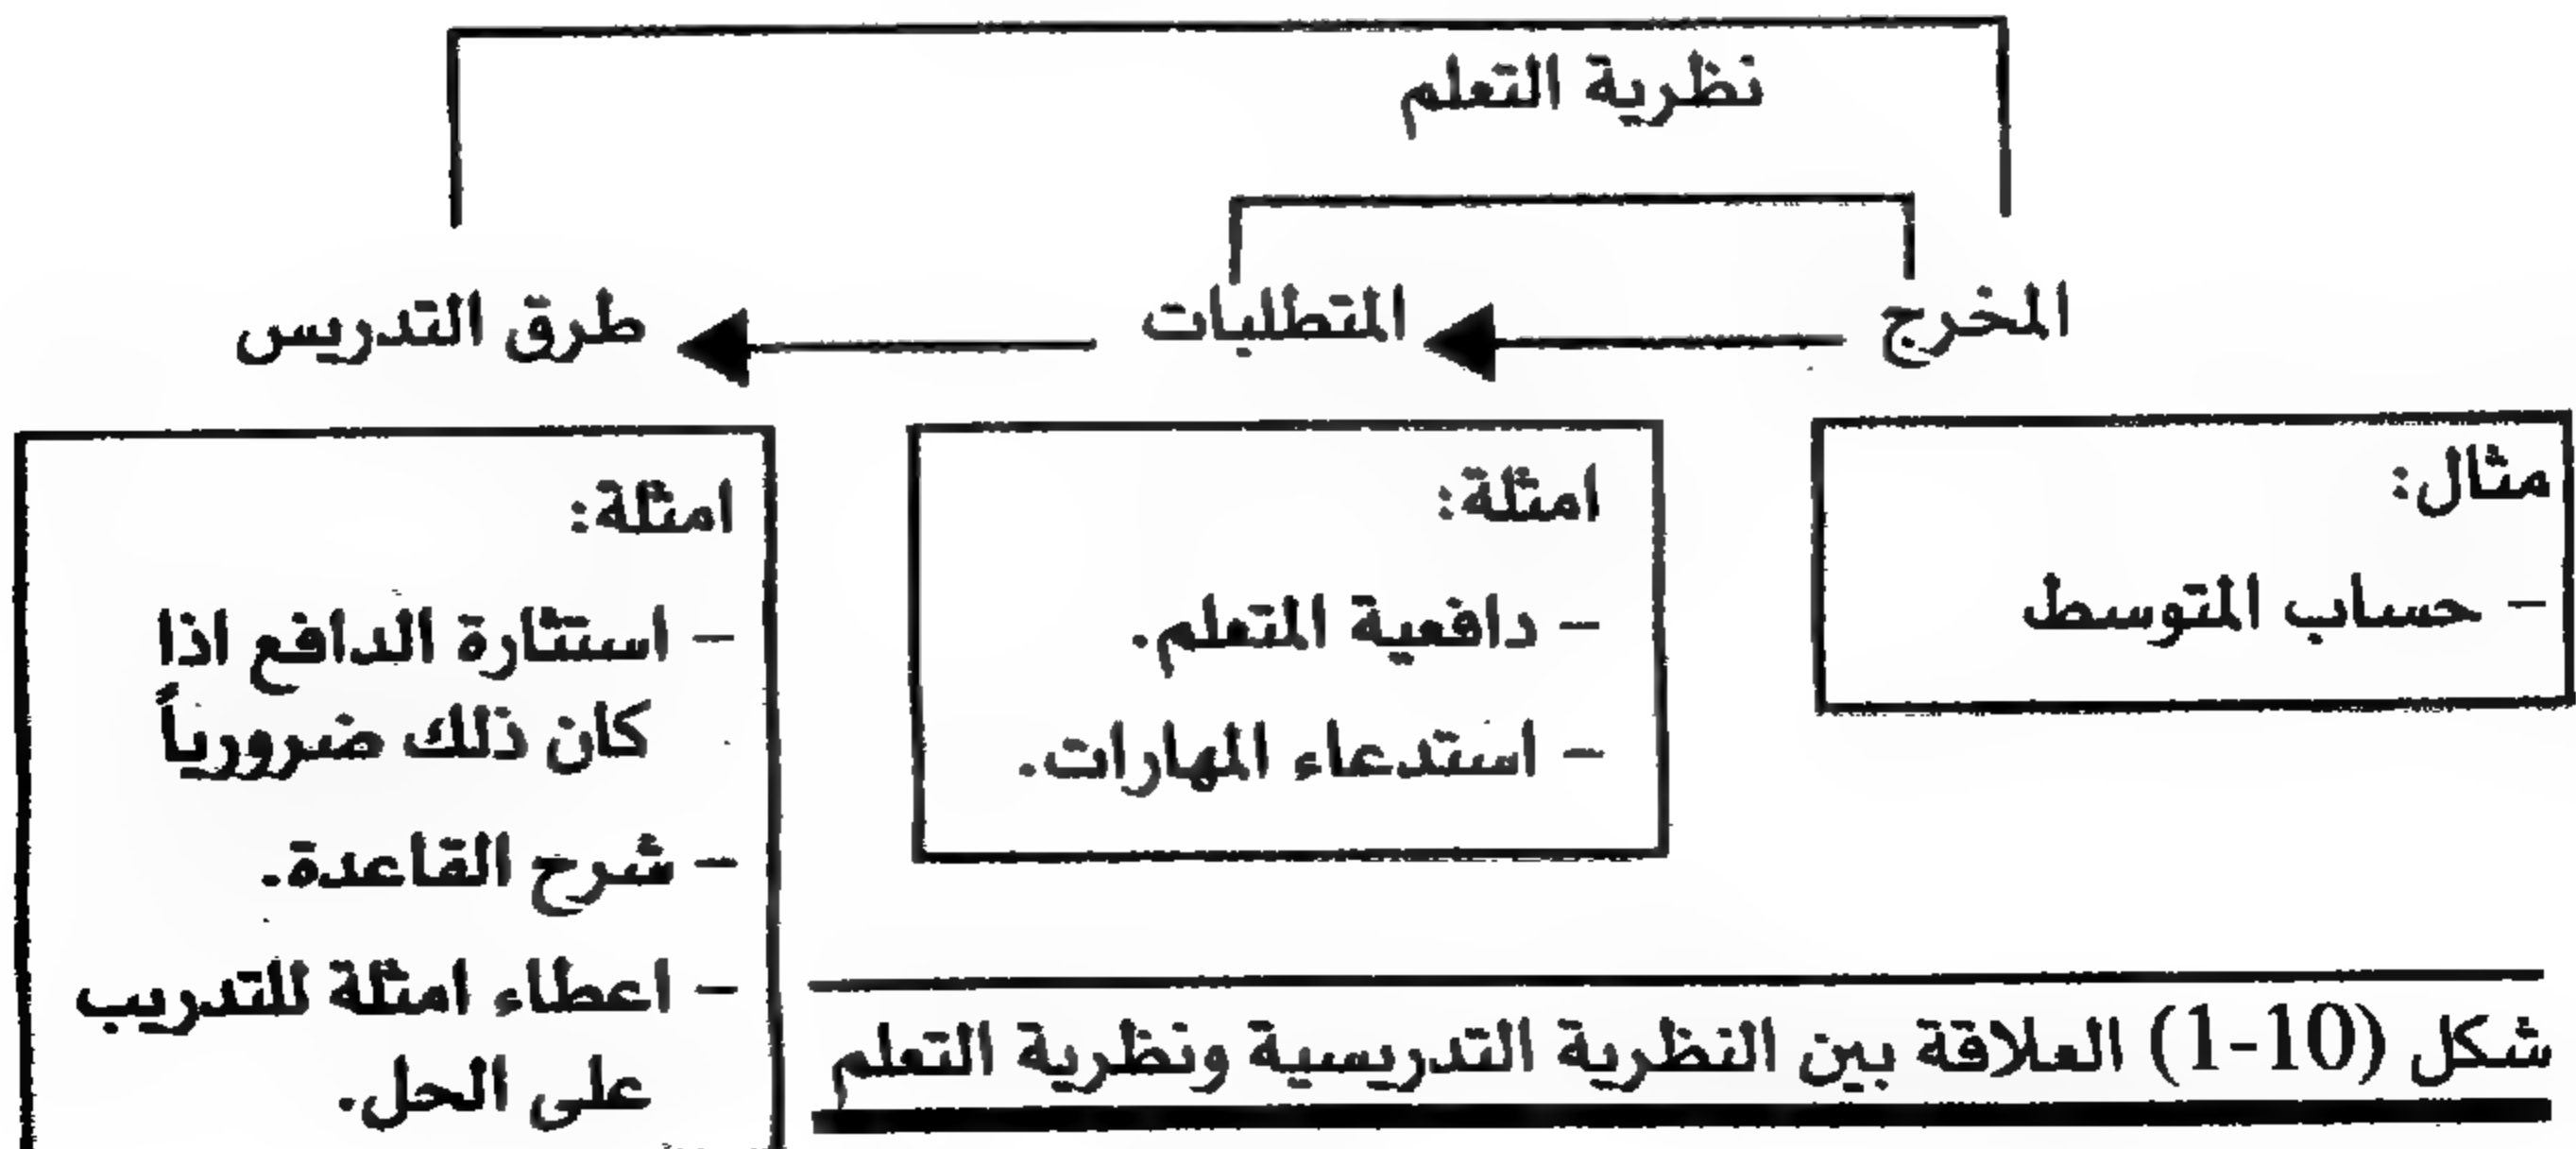 نظرية التعلم
المخرج
المتطلبات
طرق التدريس
مثال:
– حساب المتوسط
امثلة:
– دافعية المتعلم.
– استدعاء المهارات.
امثلة:
– استثارة الدافع اذا
كان ذلك ضرورياً
– شرح القاعدة.
– اعطاء امثلة للتدريب
على الحل.
شكل (10-1) العلاقة بين النظرية التدريسية ونظرية التعلم